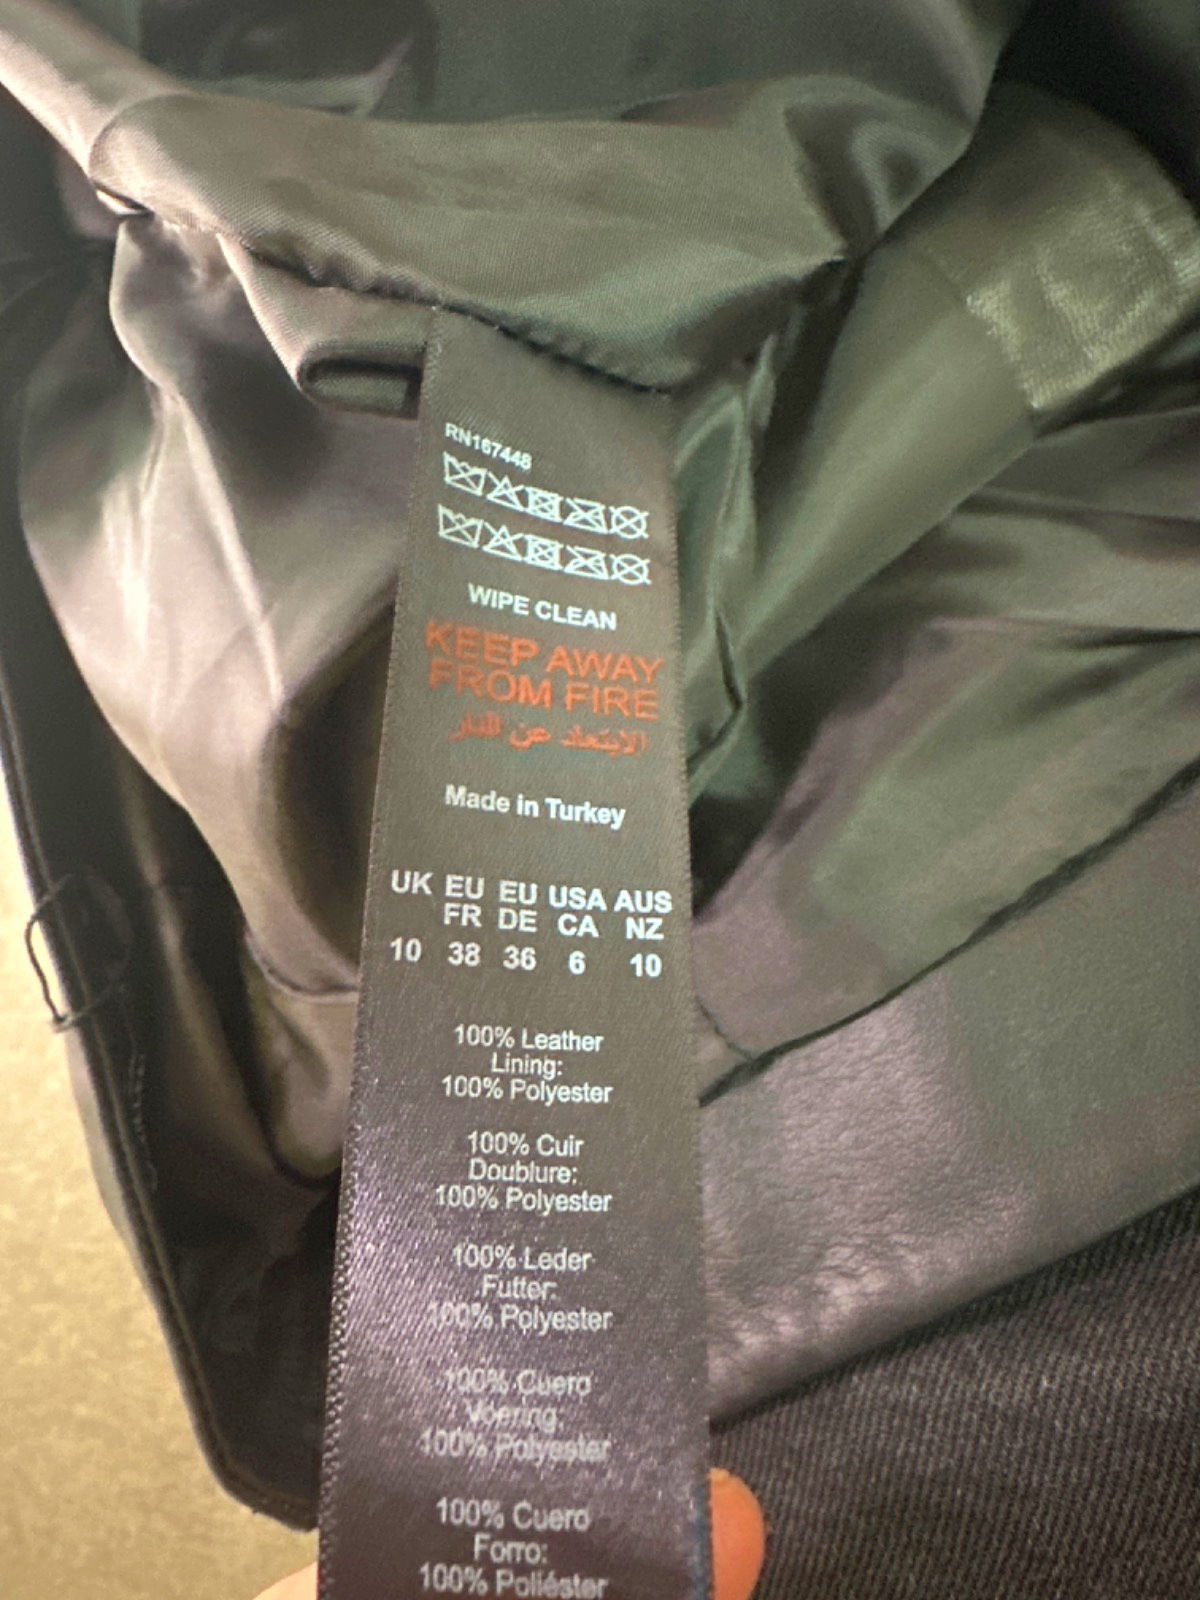 RN167448
WIPE CLEAN
KEEP AWAY
FROM FIRE
الابتعاد عن النار
Made in Turkey
UK EU EU USA AUS
FR DE CA NZ
10 38 36 6 10
100% Leather
Lining:
100% Polyester
100% Cuir
Doublure:
100% Polyester
100% Leder
Futter:
100% Polyester
100% Cuero
Voering:
100% Polyester
100% Cuero
Forro:
100% Poliéster